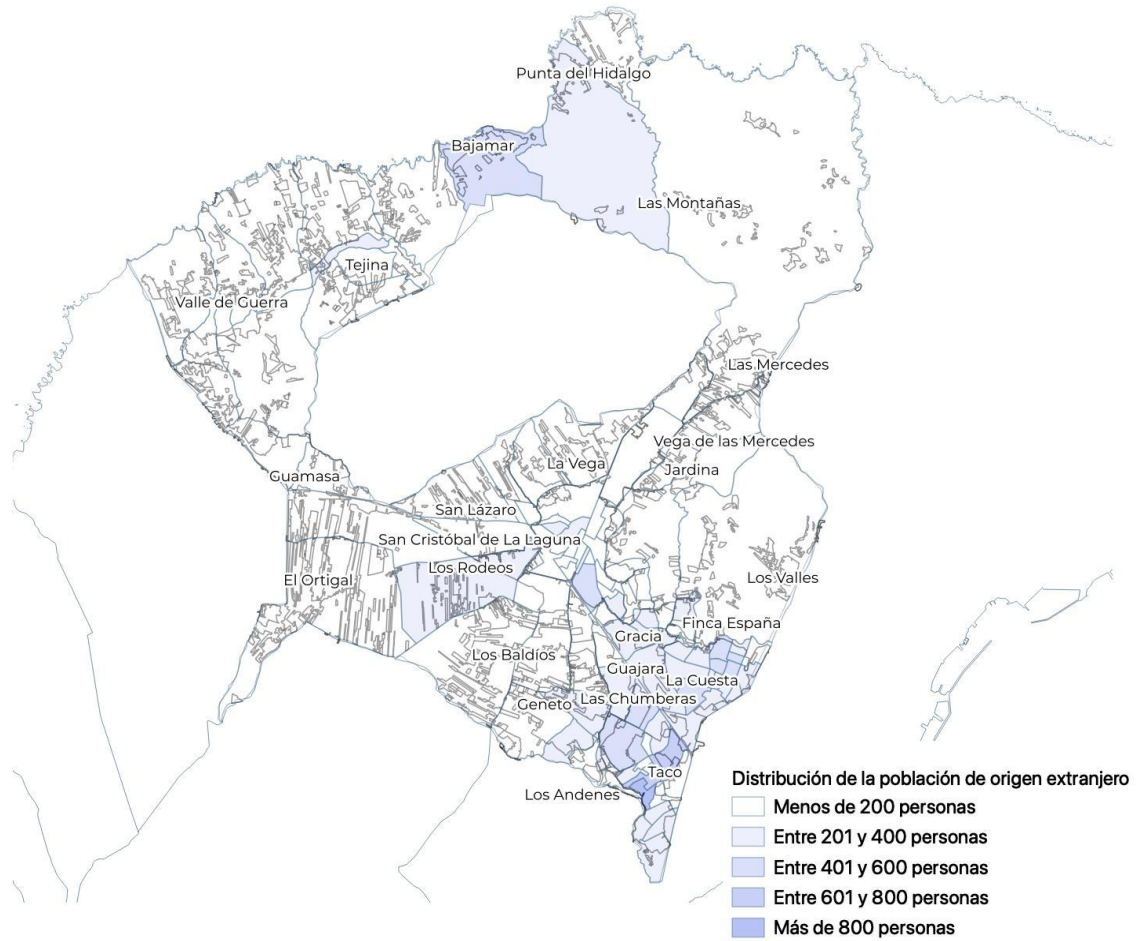 Punta del Hidalgo
Bajamar
Las Montañas
Tejina
Valle de Guerra
Las Mercedes
Vega de las Mercedes
La Vega
Jardina
Guamasa
San Lázaro
San Cristóbal de La Laguna
Los Rodeos
El Ortigal
Los Valles
Finca España
Gracia
Los Baldíos
Guajara
La Cuesta
Geneto
Las Chumberas
Taco
Los Andenes
Distribución de la población de origen extranjero
Menos de 200 personas
Entre 201 y 400 personas
Entre 401 y 600 personas
Entre 601 y 800 personas
Más de 800 personas